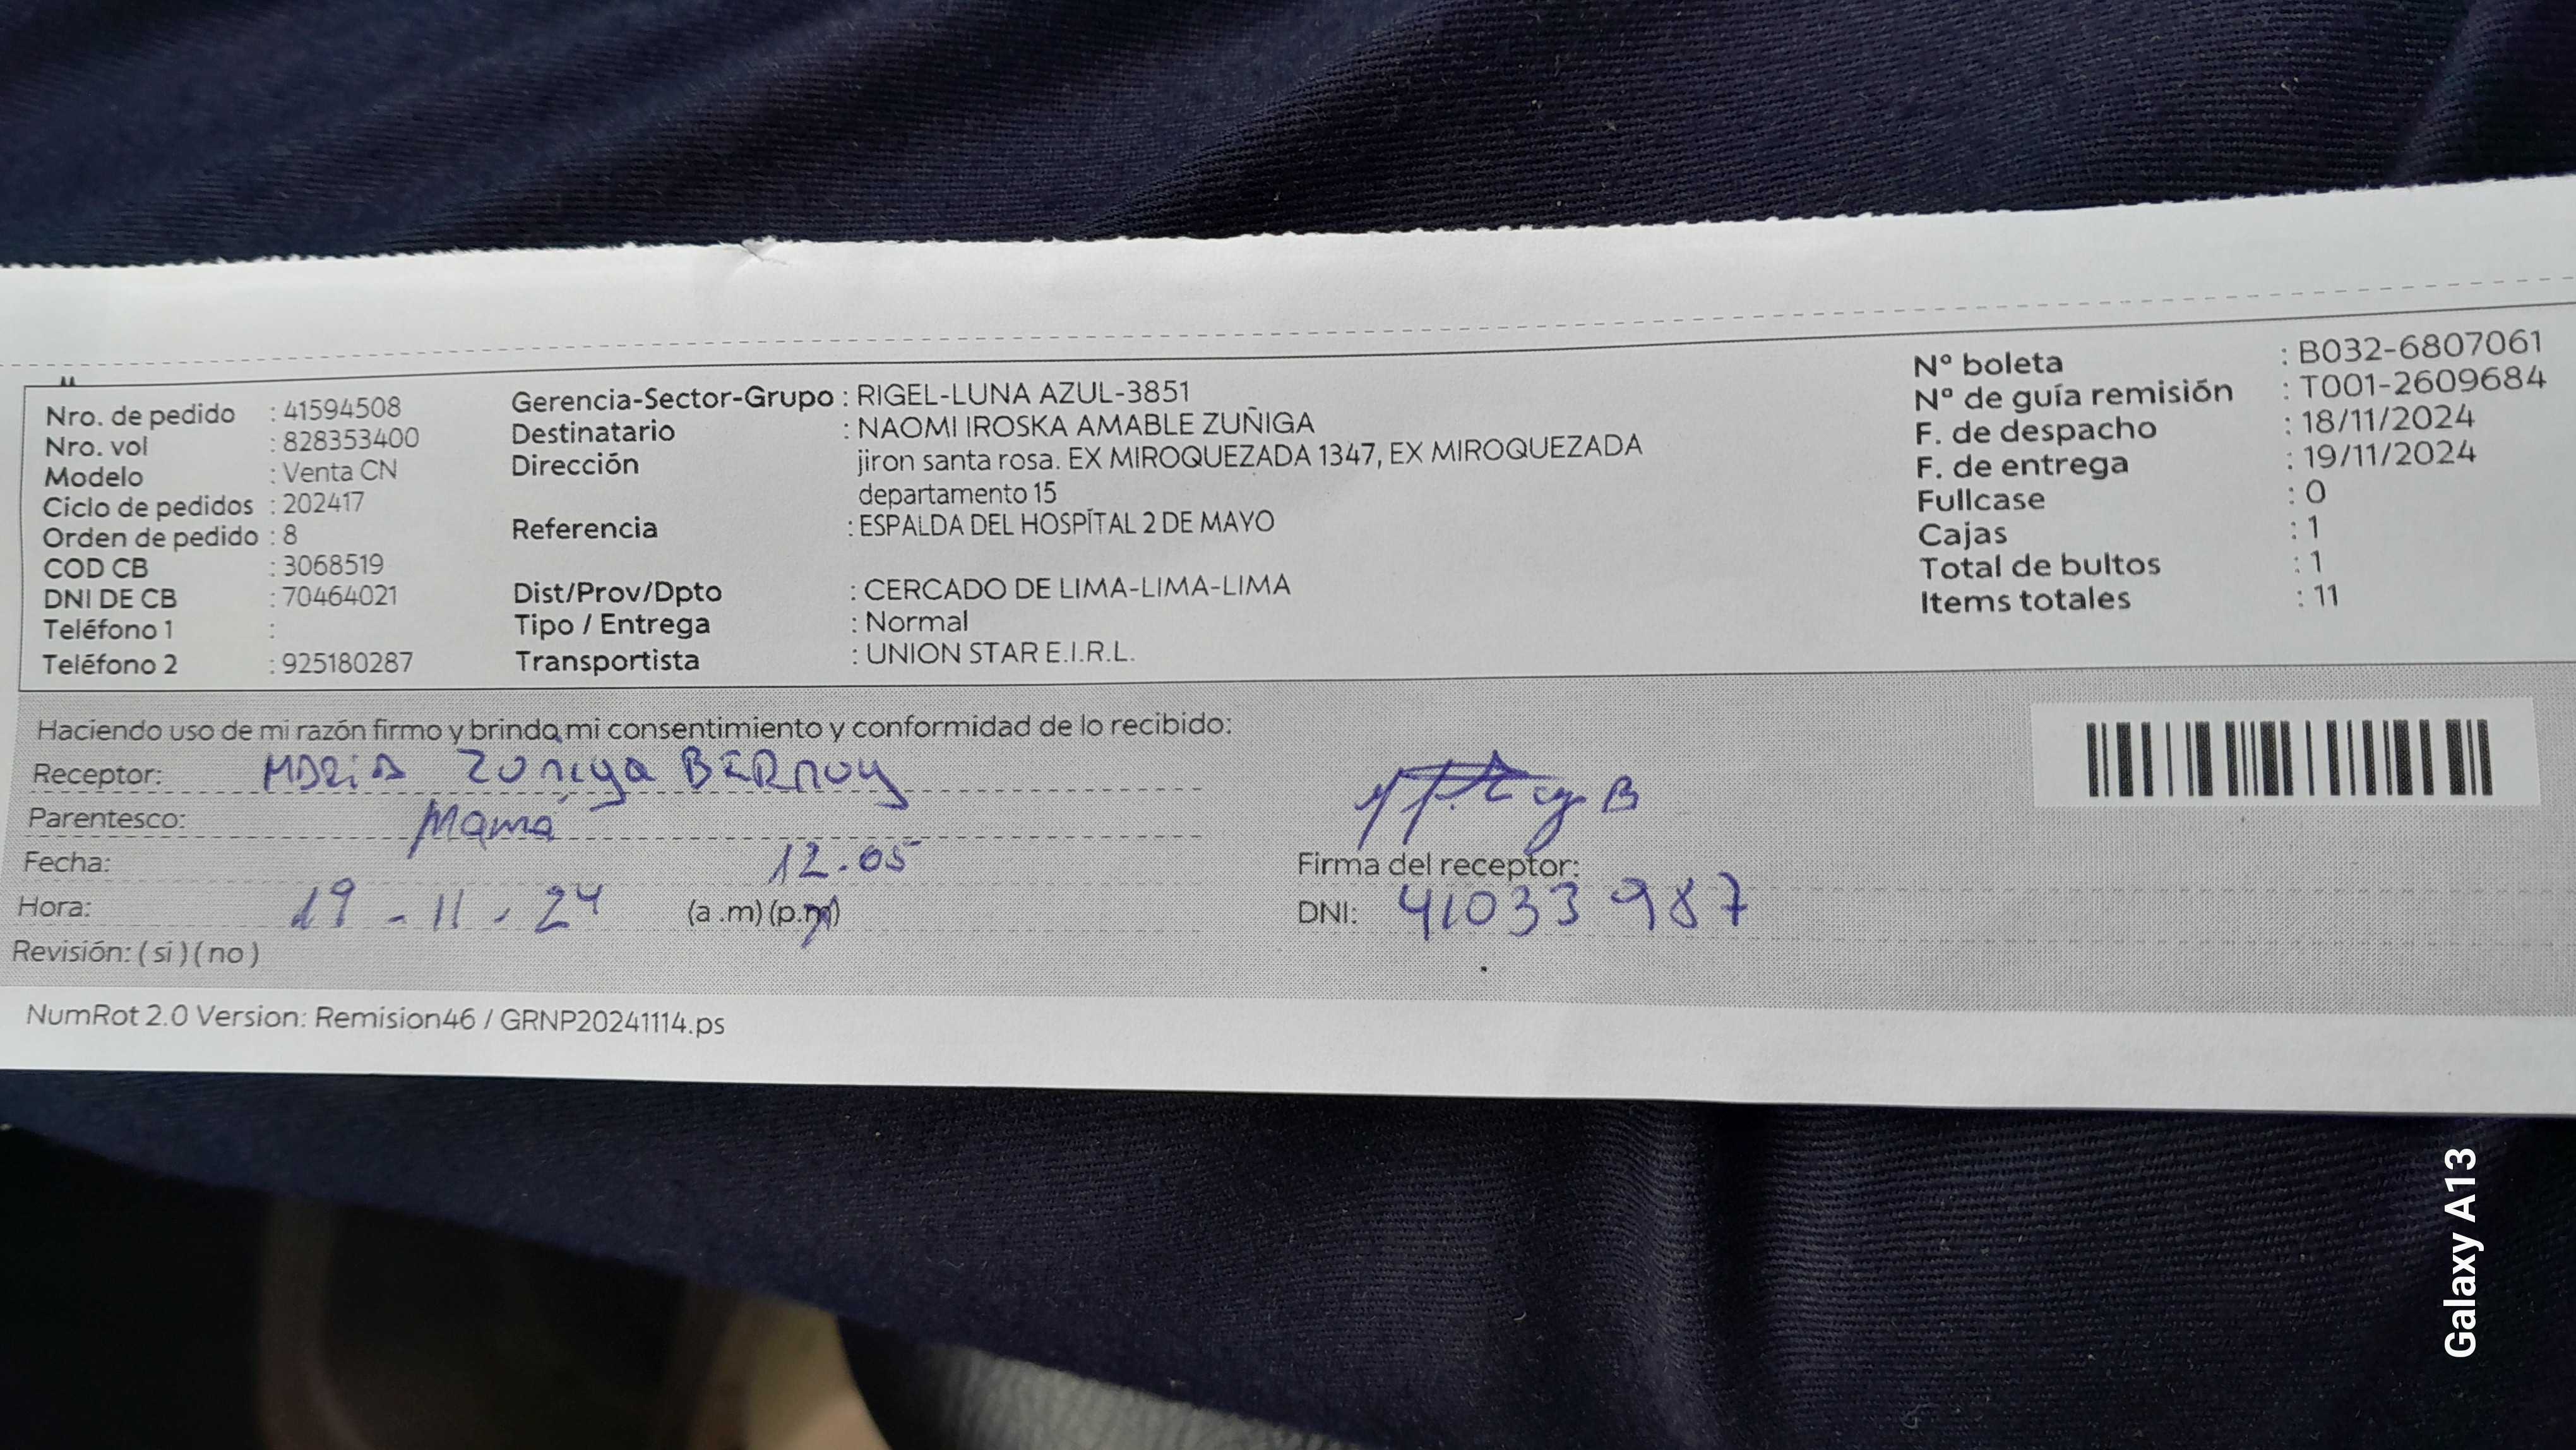 Nro. de pedido : 41594508
Nro. vol : 828353400
Modelo : Venta CN
Ciclo de pedidos : 202417
Orden de pedido : 8
COD CB : 3068519
DNI DE CB : 70464021
Teléfono 1 :
Teléfono 2 : 925180287
Gerencia-Sector-Grupo : RIGEL-LUNA AZUL-3851
Destinatario : NAOMI IROSKA AMABLE ZUÑIGA
Dirección jiron santa rosa. EX MIROQUEZADA 1347, EX MIROQUEZADA
departamento 15
Referencia : ESPALDA DEL HOSPÍTAL 2 DE MAYO
Dist/Prov/Dpto : CERCADO DE LIMA-LIMA-LIMA
Tipo / Entrega : Normal
Transportista : UNION STAR E.I.R.L.
Nº boleta : B032-6807061
Nº de guía remisión : T001-2609684
F. de despacho : 18/11/2024
F. de entrega : 19/11/2024
Fullcase : 0
Cajas : 1
Total de bultos : 1
Items totales : 11
Haciendo uso de mi razón firmo y brindo mi consentimiento y conformidad de lo recibido:
Receptor: MARIA Zuñiga BERnuy
Parentesco: Mamá
Fecha: 12.05
Hora: 19 - 11 - 24 (a .m) (p.m)
Revisión: ( si ) ( no )
Firma del receptor:
DNI: 41033987
NumRot 2.0 Version: Remision46 / GRNP20241114.ps
Galaxy A13